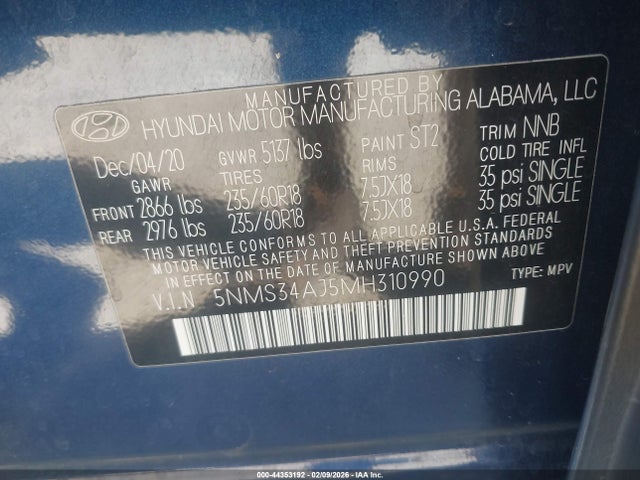 MANUFACTURED BY
HYUNDAI MOTOR MANUFACTURING ALABAMA, LLC
Dec/04/20 GVWR 5137 lbs PAINT ST2 TRIM NNB
GAWR TIRES RIMS COLD TIRE INFL
FRONT 2866 lbs 235/60R18 7.5JX18 35 psi SINGLE
REAR 2976 lbs 235/60R18 7.5JX18 35 psi SINGLE
THIS VEHICLE CONFORMS TO ALL APPLICABLE U.S.A. FEDERAL
MOTOR VEHICLE SAFETY AND THEFT PREVENTION STANDARDS
IN EFFECT ON THE DATE OF MANUFACTURE SHOWN ABOVE
V.I.N 5NMS34AJ5MH310990 TYPE: MPV
000-44353192 - 02/09/2026 - IAA Inc.